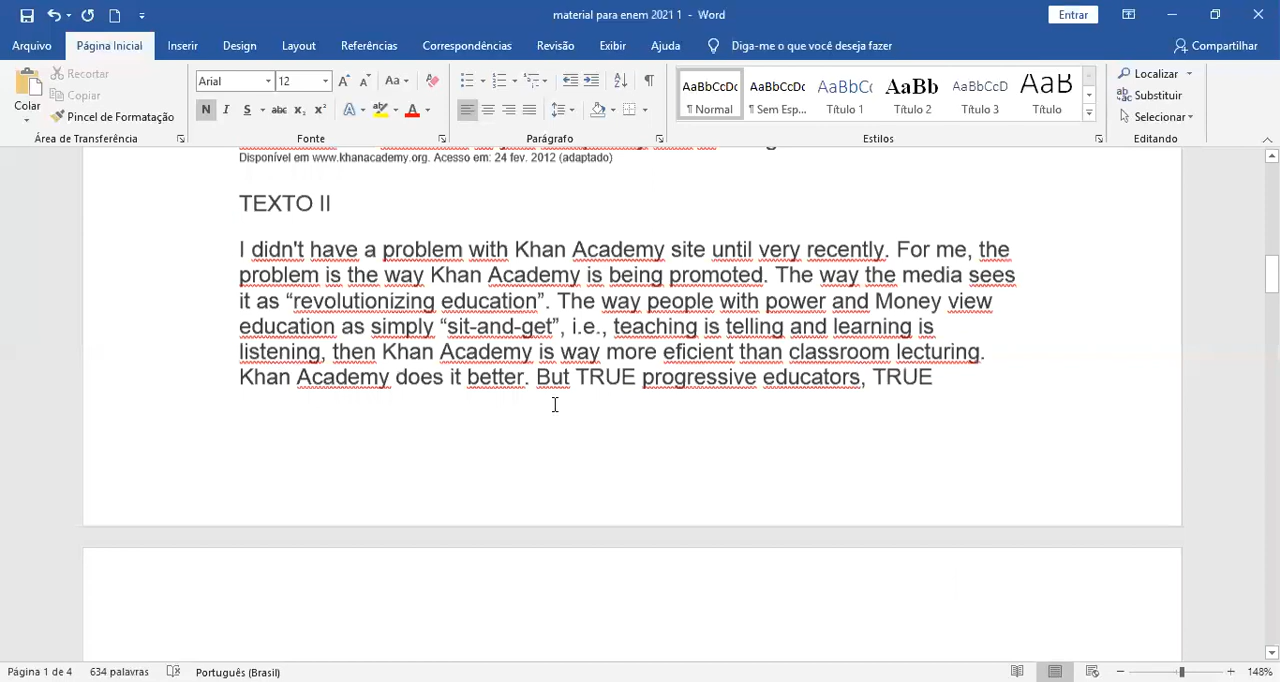 material para enem 2021 1 - Word
Entrar
Arquivo Página Inicial Inserir Design Layout Referências Correspondências Revisão Exibir Ajuda Diga-me o que você deseja fazer Compartilhar
Colar
Recortar
Copiar
Pincel de Formatação
Área de Transferência
Arial 12
N I S abc x₂ x²
Fonte
Parágrafo
AaBbCcDc AaBbCcDc AaBbCc AaBb AaBbCcD AaB
¶ Normal ¶ Sem Esp... Título 1 Título 2 Título 3 Título
Estilos
Localizar
Substituir
Selecionar
Editando
Disponível em www.khanacademy.org. Acesso em: 24 fev. 2012 (adaptado)
TEXTO II
I didn't have a problem with Khan Academy site until very recently. For me, the
problem is the way Khan Academy is being promoted. The way the media sees
it as “revolutionizing education”. The way people with power and Money view
education as simply “sit-and-get”, i.e., teaching is telling and learning is
listening, then Khan Academy is way more eficient than classroom lecturing.
Khan Academy does it better. But TRUE progressive educators, TRUE
Página 1 de 4 634 palavras Português (Brasil) 148%